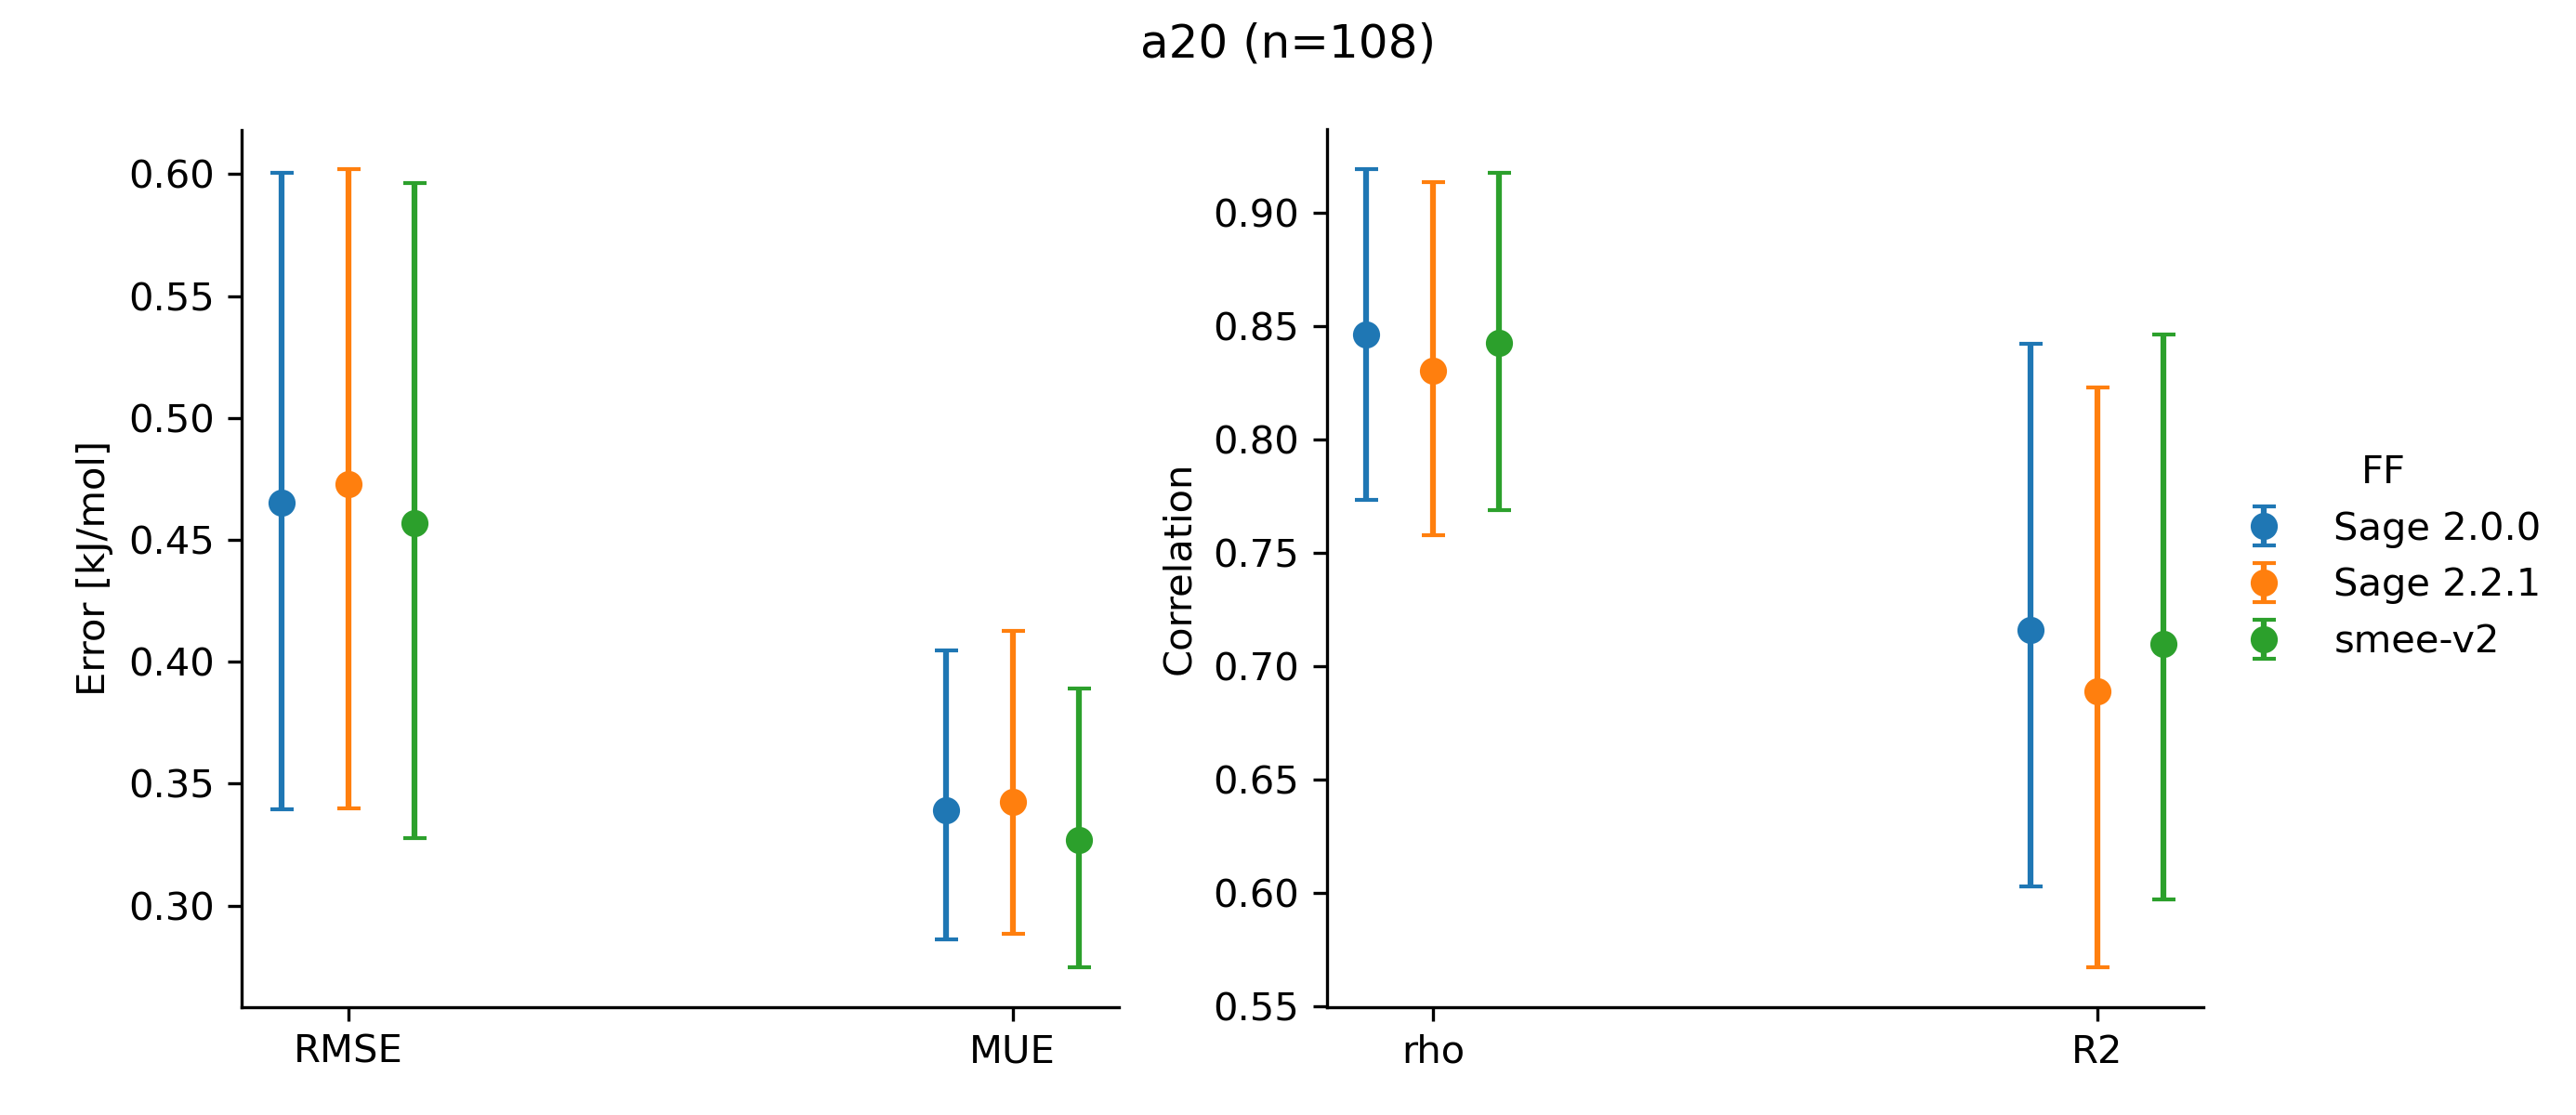 a20 (n=108)
Error [kJ/mol]
0.60
0.55
0.50
0.45
0.40
0.35
0.30
RMSE
MUE
Correlation
0.90
0.85
0.80
0.75
0.70
0.65
0.60
0.55
rho
R2
FF
Sage 2.0.0
Sage 2.2.1
smee-v2